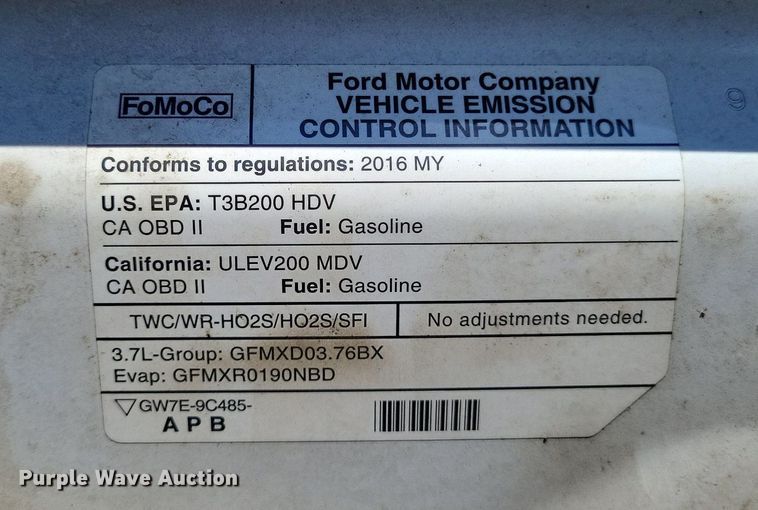 FoMoCo
Ford Motor Company
VEHICLE EMISSION
CONTROL INFORMATION
Conforms to regulations: 2016 MY
U.S. EPA: T3B200 HDV
CA OBD II Fuel: Gasoline
California: ULEV200 MDV
CA OBD II Fuel: Gasoline
TWC/WR-HO2S/HO2S/SFI No adjustments needed.
3.7L-Group: GFMXD03.76BX
Evap: GFMXR0190NBD
GW7E-9C485-
A P B
Purple Wave Auction